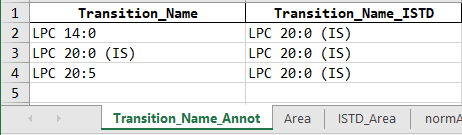 1 Transition_Name Transition_Name_ISTD
2 LPC 14:0 LPC 20:0 (IS)
3 LPC 20:0 (IS) LPC 20:0 (IS)
4 LPC 20:5 LPC 20:0 (IS)
5
Transition_Name_Annot Area ISTD_Area normA